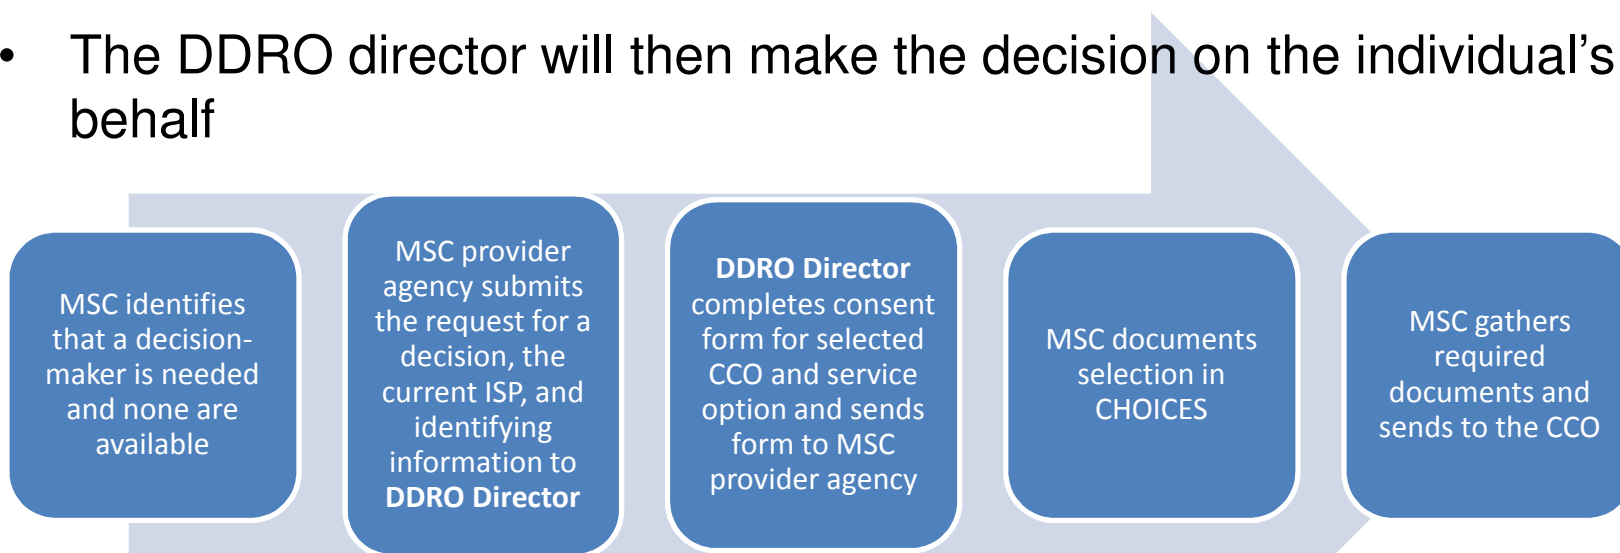 • The DDRO director will then make the decision on the individual's
behalf
MSC identifies
that a decision-
maker is needed
and none are
available
MSC provider
agency submits
the request for a
decision, the
current ISP, and
identifying
information to
DDRO Director
DDRO Director
completes consent
form for selected
CCO and service
option and sends
form to MSC
provider agency
MSC documents
selection in
CHOICES
MSC gathers
required
documents and
sends to the CCO